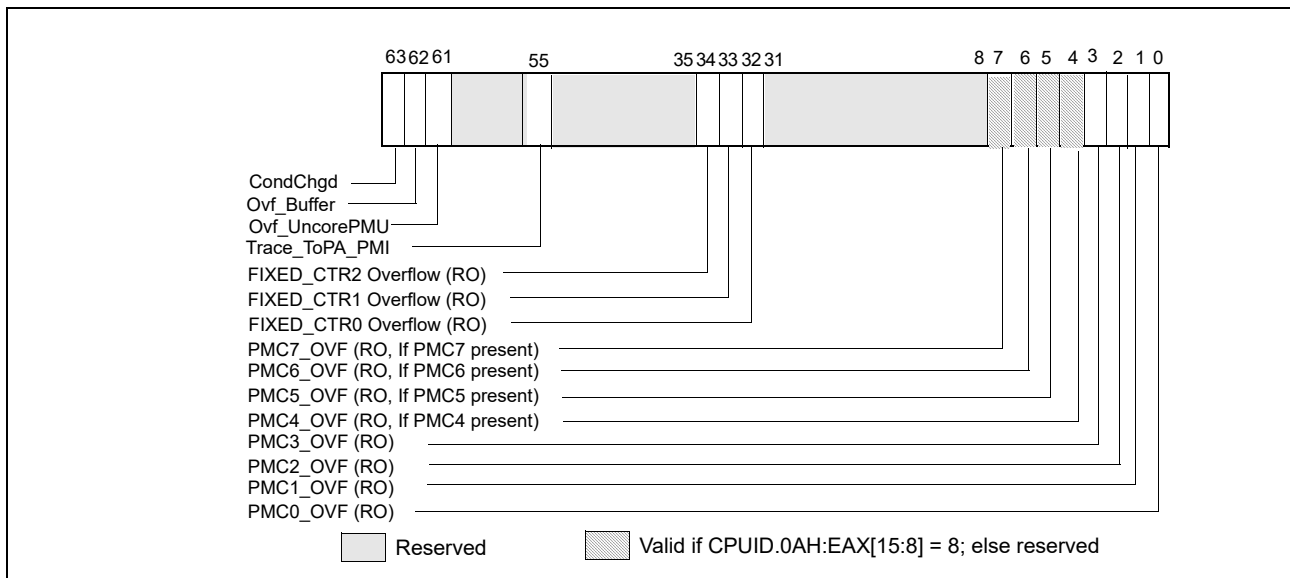 63 62 61 55 35 34 33 32 31 8 7 6 5 4 3 2 1 0
CondChgd
Ovf_Buffer
Ovf_UncorePMU
Trace_ToPA_PMI
FIXED_CTR2 Overflow (RO)
FIXED_CTR1 Overflow (RO)
FIXED_CTR0 Overflow (RO)
PMC7_OVF (RO, If PMC7 present)
PMC6_OVF (RO, If PMC6 present)
PMC5_OVF (RO, If PMC5 present)
PMC4_OVF (RO, If PMC4 present)
PMC3_OVF (RO)
PMC2_OVF (RO)
PMC1_OVF (RO)
PMC0_OVF (RO)
Reserved
Valid if CPUID.0AH:EAX[15:8] = 8; else reserved